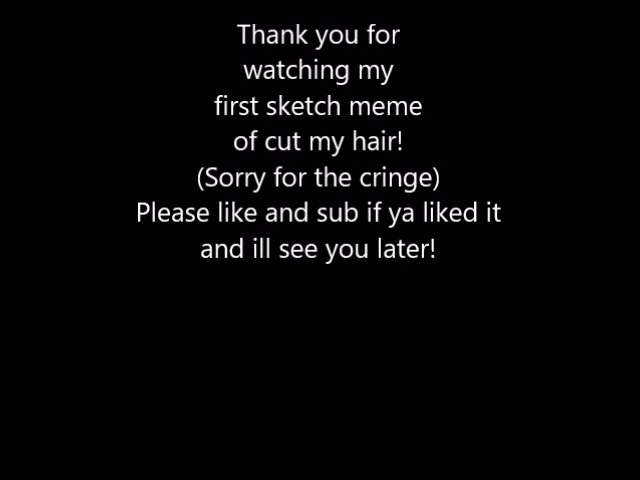 Thank you for
watching my
first sketch meme
of cut my hair!
(Sorry for the cringe)
Please like and sub if ya liked it
and ill see you later!